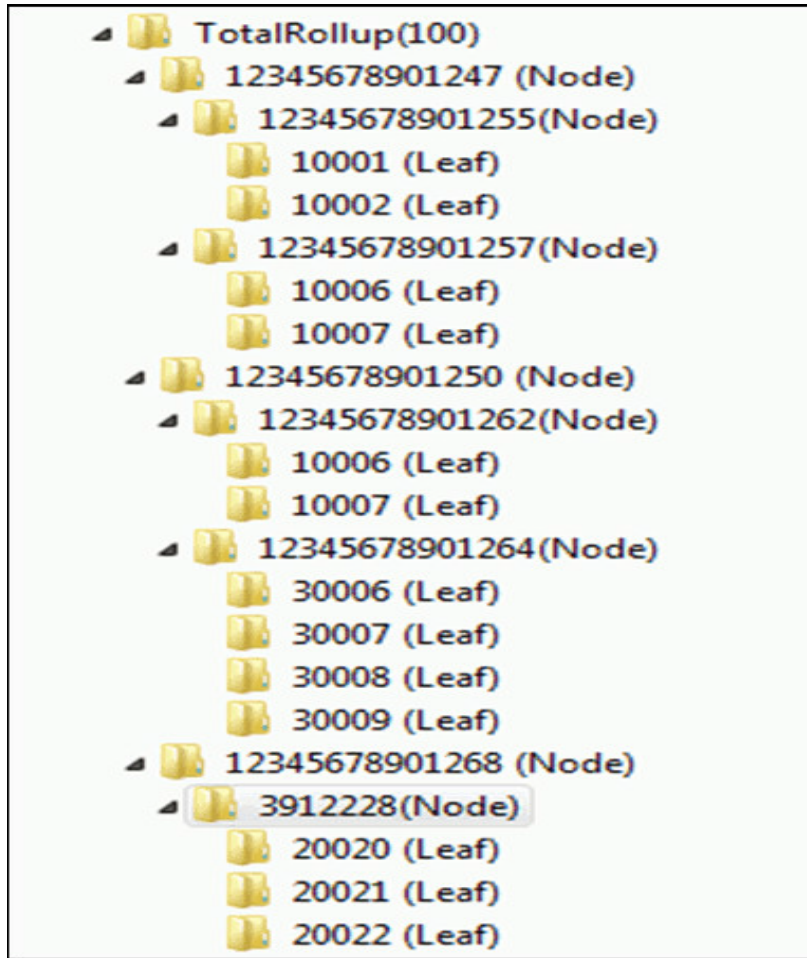 TotalRollup(100)
12345678901247 (Node)
12345678901255(Node)
10001 (Leaf)
10002 (Leaf)
12345678901257(Node)
10006 (Leaf)
10007 (Leaf)
12345678901250 (Node)
12345678901262(Node)
10006 (Leaf)
10007 (Leaf)
12345678901264(Node)
30006 (Leaf)
30007 (Leaf)
30008 (Leaf)
30009 (Leaf)
12345678901268 (Node)
3912228(Node)
20020 (Leaf)
20021 (Leaf)
20022 (Leaf)